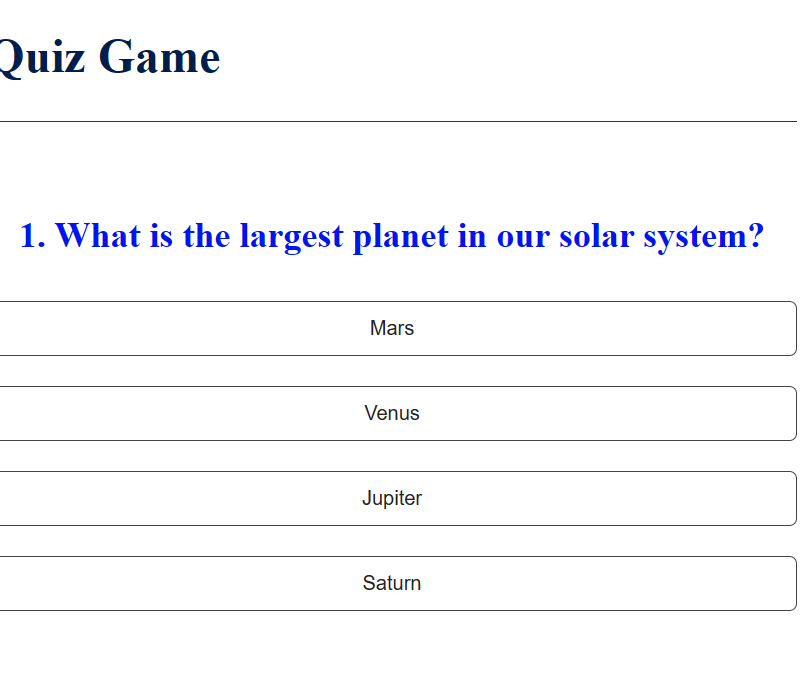 Quiz Game
1. What is the largest planet in our solar system?
Mars
Venus
Jupiter
Saturn